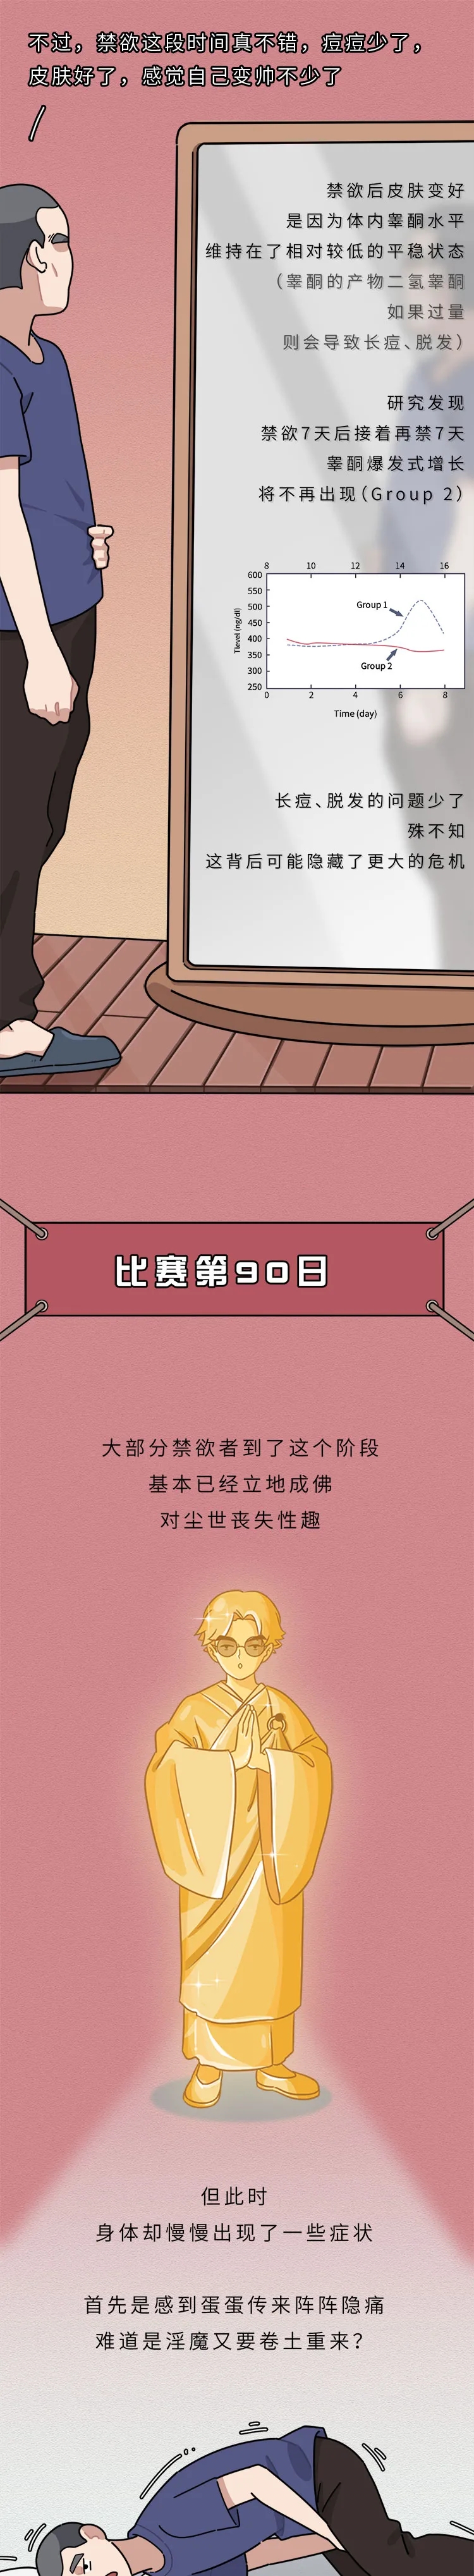 不过，禁欲这段时间真不错，痘痘少了，
皮肤好了，感觉自己变帅不少了
禁欲后皮肤变好
是因为体内睾酮水平
维持在了相对较低的平稳状态
（睾酮的产物二氢睾酮
如果过量
则会导致长痘、脱发）
研究发现
禁欲7天后接着再禁7天
睾酮爆发式增长
将不再出现（Group 2）
8 10 12 14 16
600
550
500
450
400
350
300
250
Tlevel (ng/dl)
Group 1
Group 2
0 2 4 6 8
Time (day)
长痘、脱发的问题少了
殊不知
这背后可能隐藏了更大的危机
比赛第90日
大部分禁欲者到了这个阶段
基本已经立地成佛
对尘世丧失性趣
但此时
身体却慢慢出现了一些症状
首先是感到蛋蛋传来阵阵隐痛
难道是淫魔又要卷土重来？